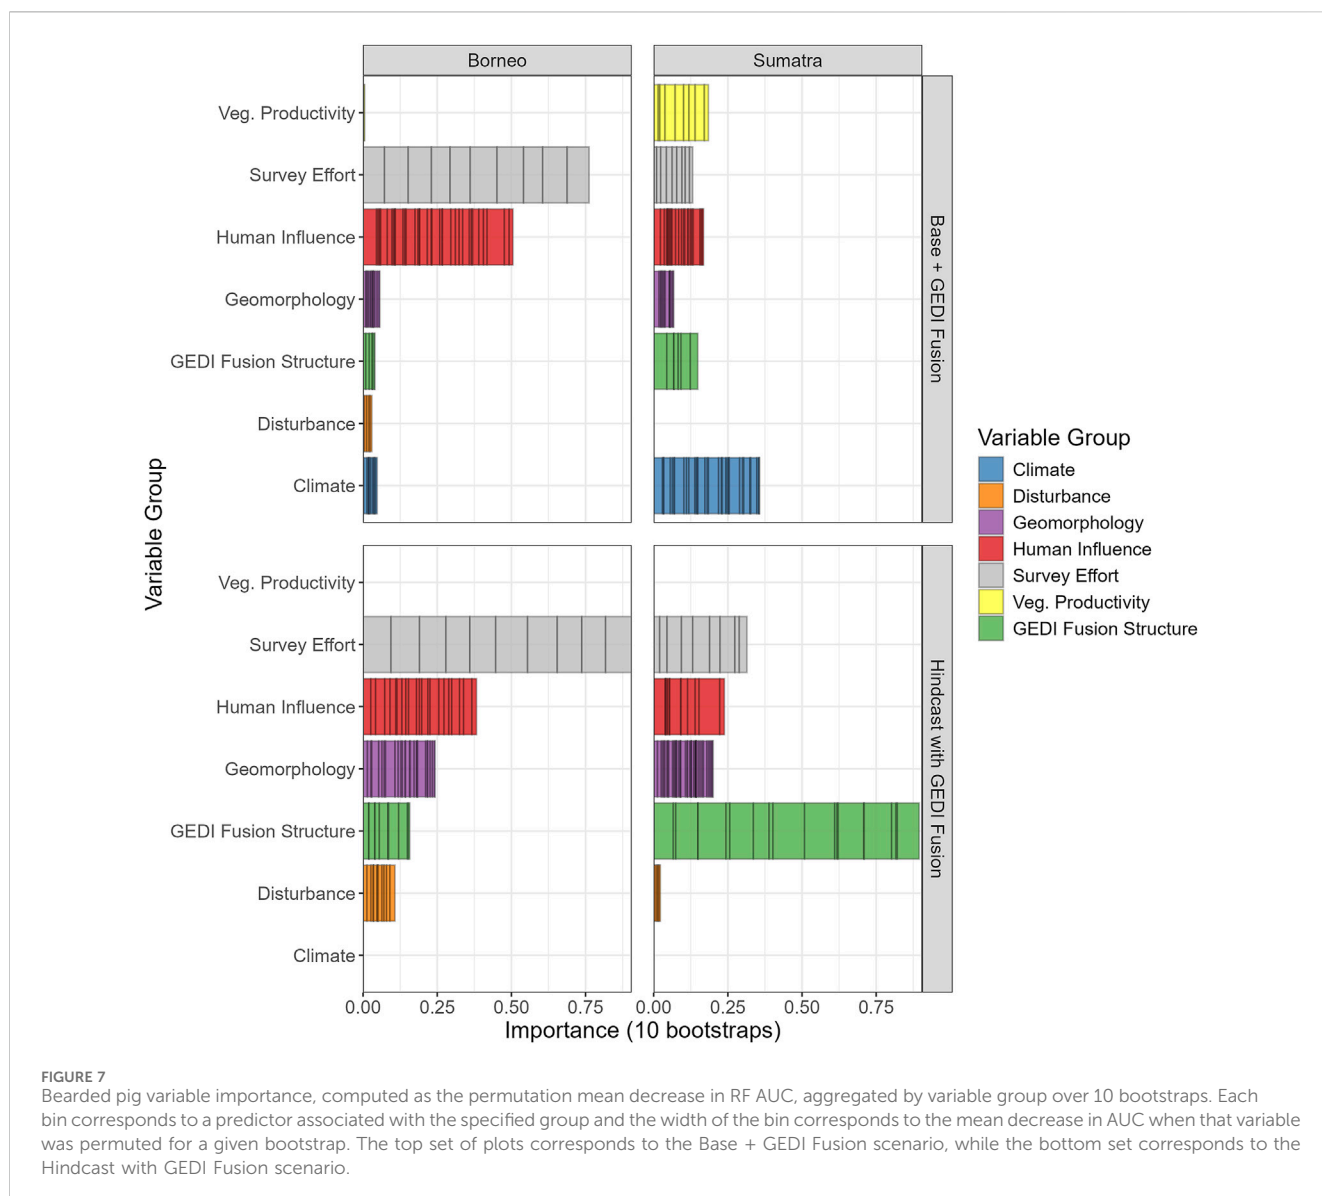 Borneo
Sumatra
Veg. Productivity
Survey Effort
Human Influence
Geomorphology
GEDI Fusion Structure
Disturbance
Climate
Base + GEDI Fusion
Veg. Productivity
Survey Effort
Human Influence
Geomorphology
GEDI Fusion Structure
Disturbance
Climate
Hindcast with GEDI Fusion
Variable Group
0.00 0.25 0.50 0.75
0.00 0.25 0.50 0.75
Importance (10 bootstraps)
Variable Group
Climate
Disturbance
Geomorphology
Human Influence
Survey Effort
Veg. Productivity
GEDI Fusion Structure
FIGURE 7
Bearded pig variable importance, computed as the permutation mean decrease in RF AUC, aggregated by variable group over 10 bootstraps. Each
bin corresponds to a predictor associated with the specified group and the width of the bin corresponds to the mean decrease in AUC when that variable
was permuted for a given bootstrap. The top set of plots corresponds to the Base + GEDI Fusion scenario, while the bottom set corresponds to the
Hindcast with GEDI Fusion scenario.